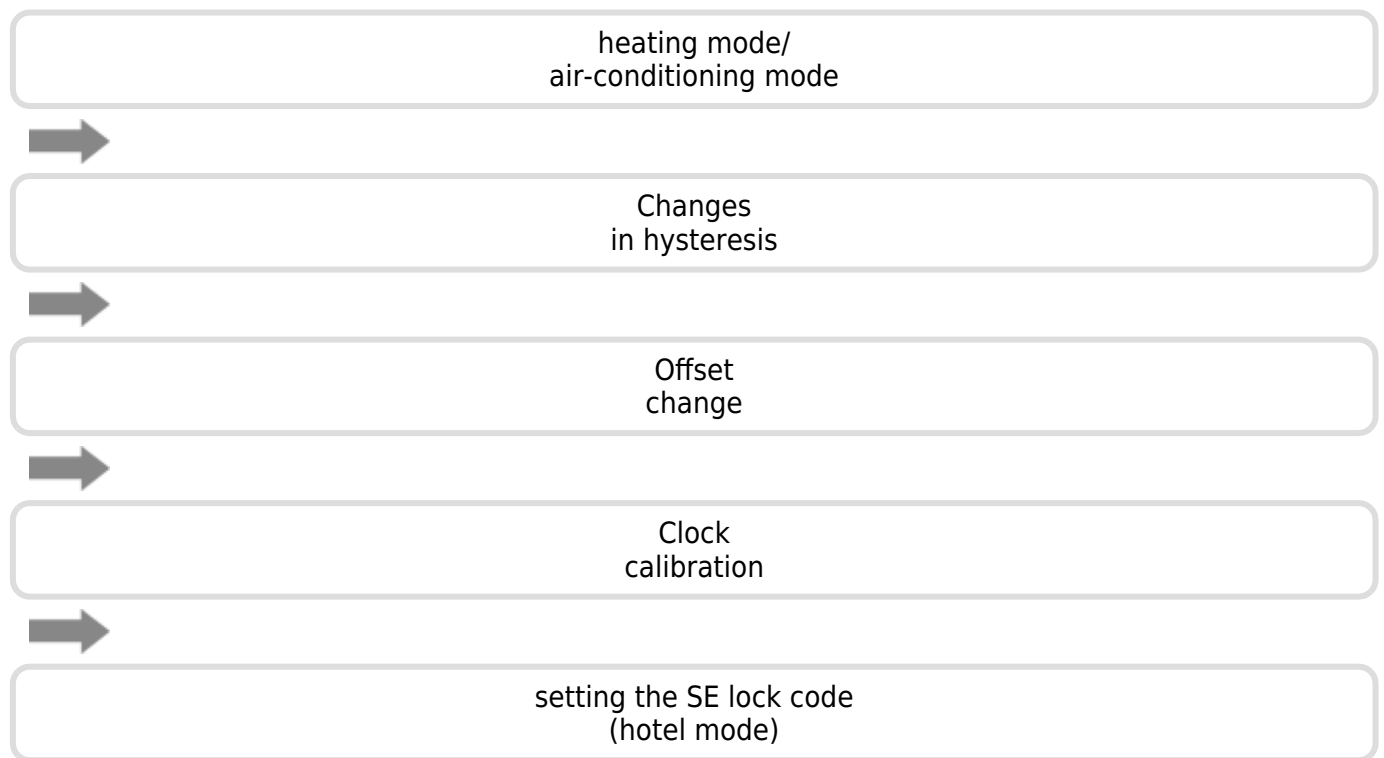 heating mode/
air-conditioning mode
Changes
in hysteresis
Offset
change
Clock
calibration
setting the SE lock code
(hotel mode)